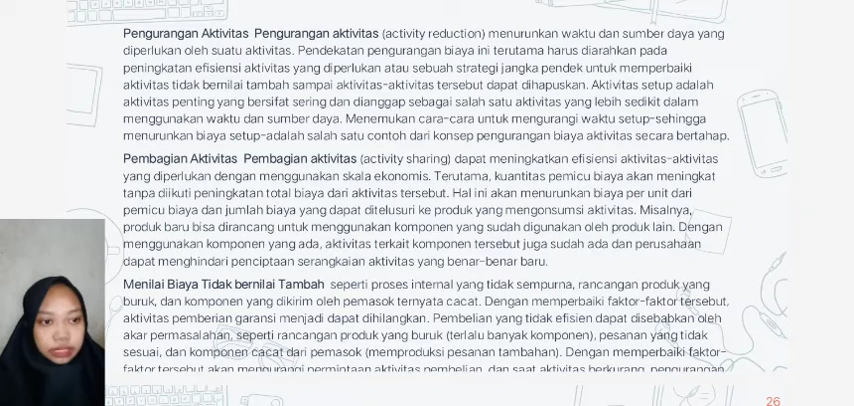 Pengurangan Aktivitas  Pengurangan aktivitas (activity reduction) menurunkan waktu dan sumber daya yang
diperlukan oleh suatu aktivitas. Pendekatan pengurangan biaya ini terutama harus diarahkan pada
peningkatan efisiensi aktivitas yang diperlukan atau sebuah strategi jangka pendek untuk memperbaiki
aktivitas tidak bernilai tambah sampai aktivitas-aktivitas tersebut dapat dihapuskan. Aktivitas setup adalah
aktivitas penting yang bersifat sering dan dianggap sebagai salah satu aktivitas yang lebih sedikit dalam
menggunakan waktu dan sumber daya. Menemukan cara-cara untuk mengurangi waktu setup-sehingga
menurunkan biaya setup-adalah salah satu contoh dari konsep pengurangan biaya aktivitas secara bertahap.
Pembagian Aktivitas  Pembagian aktivitas (activity sharing) dapat meningkatkan efisiensi aktivitas-aktivitas
yang diperlukan dengan menggunakan skala ekonomis. Terutama, kuantitas pemicu biaya akan meningkat
tanpa diikuti peningkatan total biaya dari aktivitas tersebut. Hal ini akan menurunkan biaya per unit dari
pemicu biaya dan jumlah biaya yang dapat ditelusuri ke produk yang mengonsumsi aktivitas. Misalnya,
produk baru bisa dirancang untuk menggunakan komponen yang sudah digunakan oleh produk lain. Dengan
menggunakan komponen yang ada, aktivitas terkait komponen tersebut juga sudah ada dan perusahaan
dapat menghindari penciptaan serangkaian aktivitas yang benar-benar baru.
Menilai Biaya Tidak bernilai Tambah  seperti proses internal yang tidak sempurna, rancangan produk yang
buruk, dan komponen yang dikirim oleh pemasok ternyata cacat. Dengan memperbaiki faktor-faktor tersebut,
aktivitas pemberian garansi menjadi dapat dihilangkan. Pembelian yang tidak efisien dapat disebabkan oleh
akar permasalahan, seperti rancangan produk yang buruk (terlalu banyak komponen), pesanan yang tidak
sesuai, dan komponen cacat dari pemasok (memproduksi pesanan tambahan). Dengan memperbaiki faktor-
faktor tersebut akan mengurangi permintaan aktivitas pembelian, dan saat aktivitas berkurang, pengurangan
26